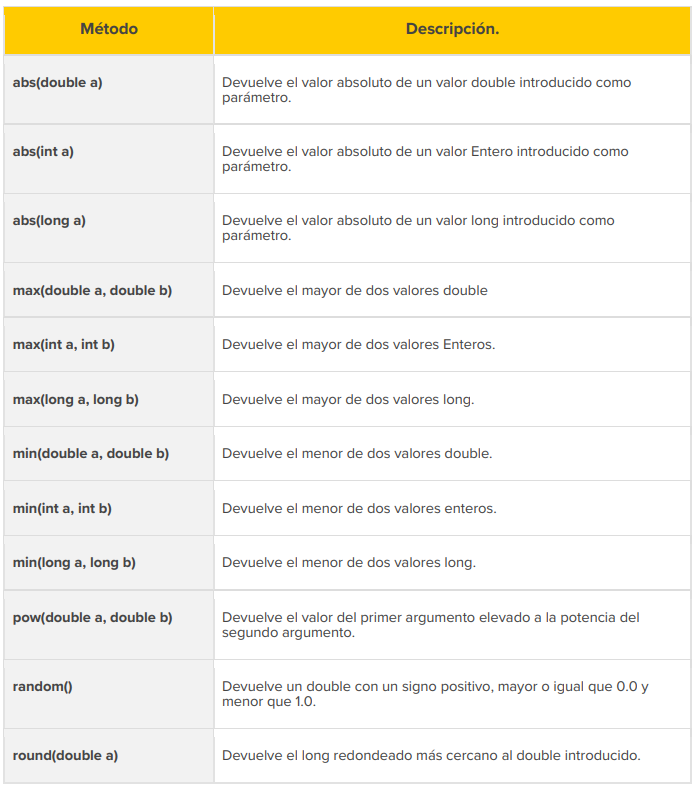 Método Descripción.
abs(double a) Devuelve el valor absoluto de un valor double introducido como
parámetro.
abs(int a) Devuelve el valor absoluto de un valor Entero introducido como
parámetro.
abs(long a) Devuelve el valor absoluto de un valor long introducido como
parámetro.
max(double a, double b) Devuelve el mayor de dos valores double
max(int a, int b) Devuelve el mayor de dos valores Enteros.
max(long a, long b) Devuelve el mayor de dos valores long.
min(double a, double b) Devuelve el menor de dos valores double.
min(int a, int b) Devuelve el menor de dos valores enteros.
min(long a, long b) Devuelve el menor de dos valores long.
pow(double a, double b) Devuelve el valor del primer argumento elevado a la potencia del
segundo argumento.
random() Devuelve un double con un signo positivo, mayor o igual que 0.0 y
menor que 1.0.
round(double a) Devuelve el long redondeado más cercano al double introducido.